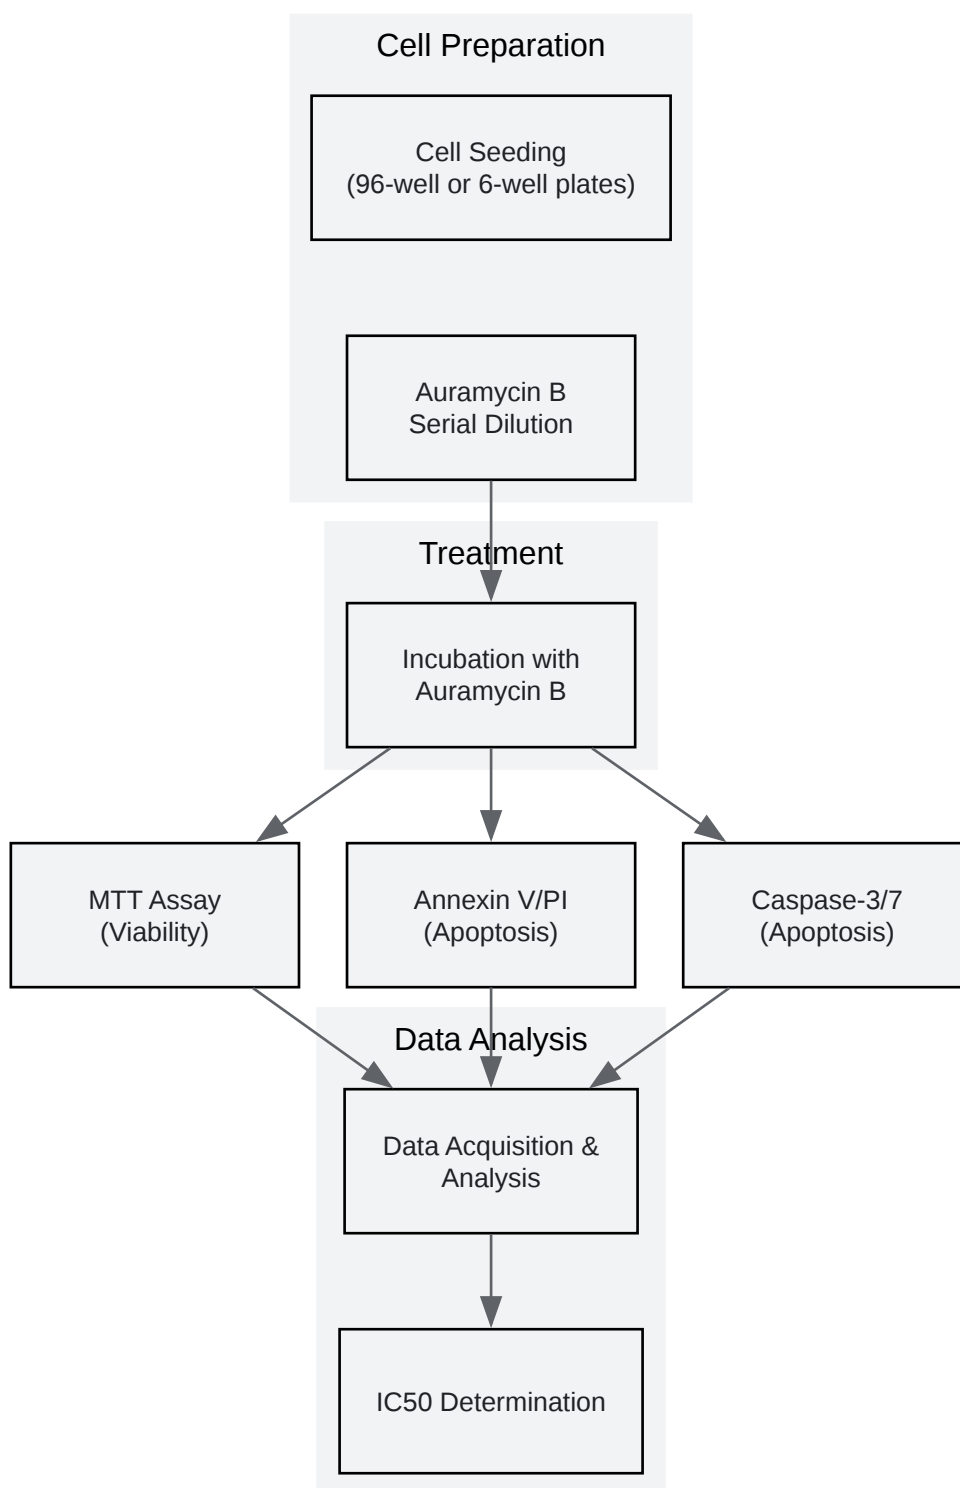 Cell Preparation
Cell Seeding
(96-well or 6-well plates)
Auramycin B
Serial Dilution
Treatment
Incubation with
Auramycin B
MTT Assay
(Viability)
Annexin V/PI
(Apoptosis)
Caspase-3/7
(Apoptosis)
Data Analysis
Data Acquisition &
Analysis
IC50 Determination